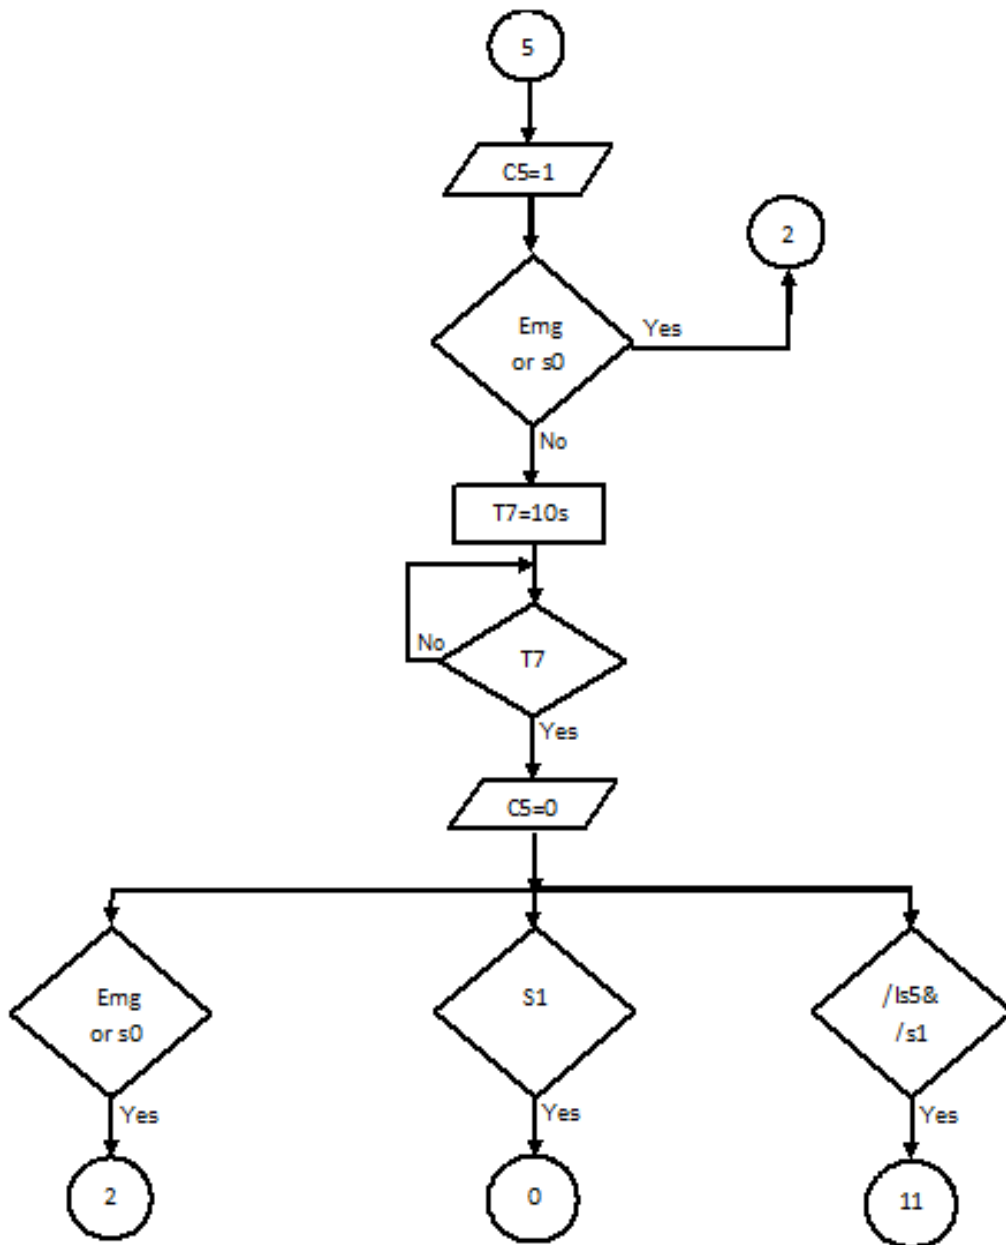 5
C5=1
2
Emg
or s0
Yes
No
T7=10s
No
T7
Yes
C5=0
Emg
or s0
S1
/ls5&
/s1
Yes
Yes
Yes
2
0
11